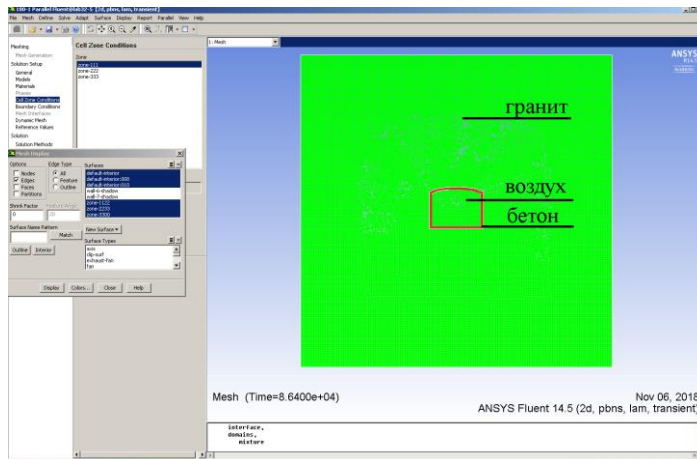 180-1 Parallel Fluent@lab32-5 [2d, pbns, lam, transient]
File Mesh Define Solve Adapt Surface Display Report Parallel View Help
Meshing
Mesh Generation
Solution Setup
General
Models
Materials
Phases
Cell Zone Conditions
Boundary Conditions
Mesh Interfaces
Dynamic Mesh
Reference Values
Solution
Solution Methods
Cell Zone Conditions
Zone
zone-111
zone-222
zone-333
Mesh Display
Options
Nodes
Edges
Faces
Partitions
Edge Type
All
Feature
Outline
Shrink Factor
0
Feature Angle
20
Surface Name Pattern
Match
Outline Interior
Surfaces
default-interior
default-interior:008
default-interior:010
wall-6-shadow
wall-7-shadow
zone-1122
zone-2233
zone-3300
New Surface
Surface Types
axis
clip-surf
exhaust-fan
fan
Display Colors... Close Help
1: Mesh
ANSYS
R14.5
гранит
воздух
бетон
Mesh (Time=8.6400e+04)
Nov 06, 2018
ANSYS Fluent 14.5 (2d, pbns, lam, transient)
interface,
domains,
mixture